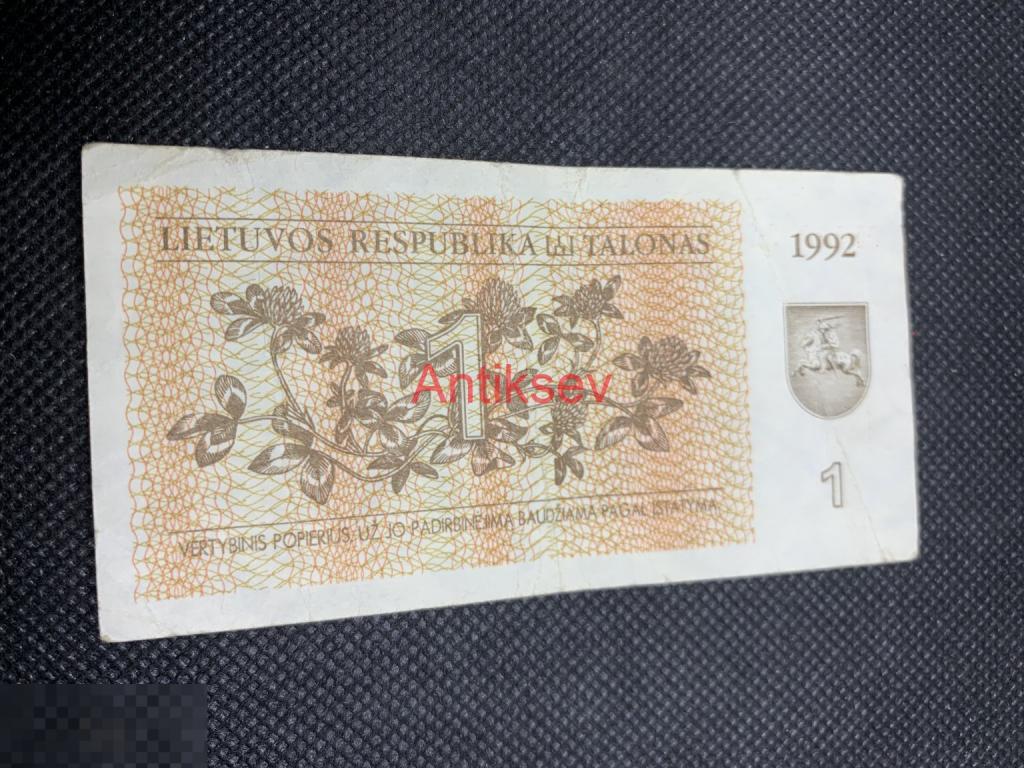 LIETUVOS RESPUBLIKA TALONAS
1992
1
Antiksev
1
VERTYBINIS POPIERIUS. UŽ JO PADIRBINĖJIMĄ BAUDŽIAMA PAGAL ĮSTATYMĄ